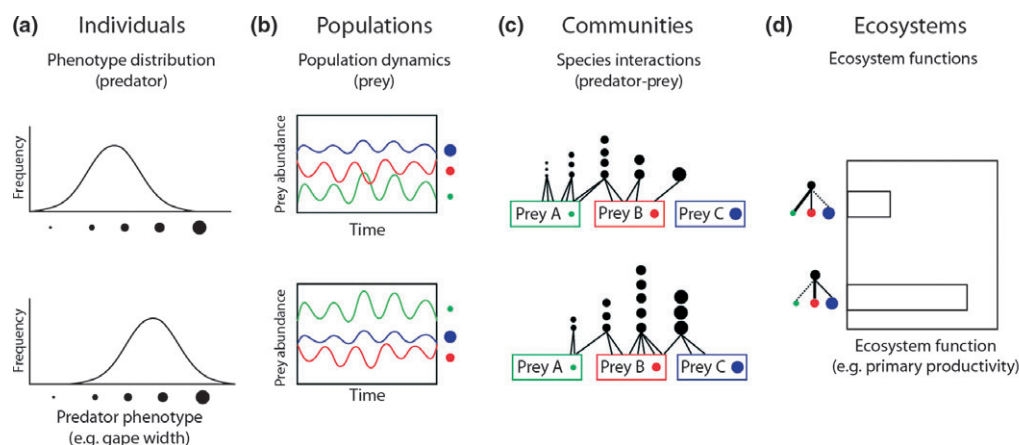 (a) Individuals
Phenotype distribution
(predator)
Frequency
Frequency
Predator phenotype
(e.g. gape width)
(b) Populations
Population dynamics
(prey)
Prey abundance
Time
Prey abundance
Time
(c) Communities
Species interactions
(predator-prey)
Prey A
Prey B
Prey C
Prey A
Prey B
Prey C
(d) Ecosystems
Ecosystem functions
Ecosystem function
(e.g. primary productivity)